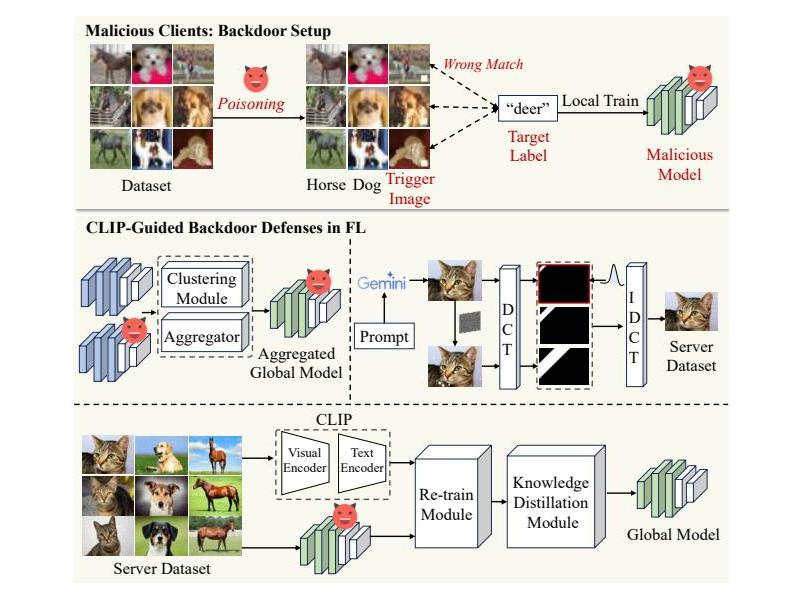 Malicious Clients: Backdoor Setup
Poisoning
Wrong Match
"deer"
Local Train
Target
Label
Malicious
Model
Dataset
Horse Dog Trigger
Image
CLIP-Guided Backdoor Defenses in FL
Clustering
Module
Aggregator
Aggregated
Global Model
Gemini
Prompt
D
C
T
I
D
C
T
Server
Dataset
CLIP
Visual
Encoder
Text
Encoder
Re-train
Module
Knowledge
Distillation
Module
Global Model
Server Dataset